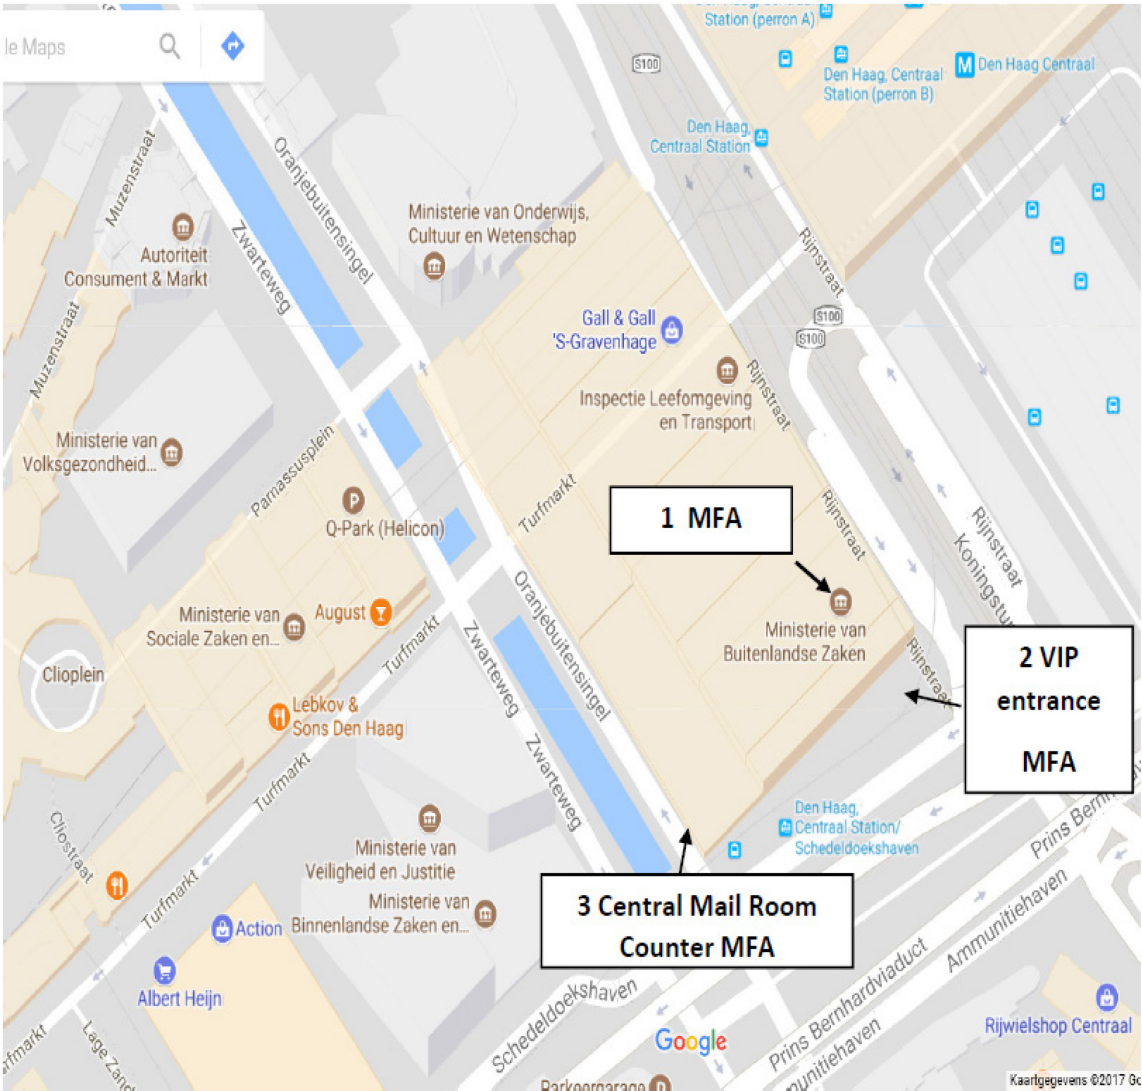 le Maps
Station (perron A)
S100
Den Haag, Centraal
Station (perron B)
Den Haag Centraal
Den Haag,
Centraal Station
Muzenstraat
Oranjebuitensingel
Ministerie van Onderwijs,
Cultuur en Wetenschap
Autoriteit
Consument & Markt
Zwarteweg
Rijnstraat
Gall & Gall
'S-Gravenhage
S100
S100
Muzenstraat
Inspectie Leefomgeving
en Transport
Rijnstraat
Ministerie van
Volksgezondheid...
Parnassusplein
Q-Park (Helicon)
Turfmarkt
1 MFA
Rijnstraat
Rijnstraat
Koningstun
Oranjebuitensingel
Ministerie van
Sociale Zaken en...
August
Turfmarkt
Zwarteweg
Ministerie van
Buitenlandse Zaken
Rijnstraat
2 VIP
entrance
MFA
Clioplein
Lebkov &
Sons Den Haag
Turfmarkt
Zwarteweg
Den Haag,
Centraal Station/
Schedeldoekshaven
Prins Bernh
Cliostraat
Ministerie van
Veiligheid en Justitie
Ministerie van
Binnenlandse Zaken en...
3 Central Mail Room
Counter MFA
Turfmarkt
Action
Albert Heijn
Ammunitiehaven
Schedeldoekshaven
Prins Bernhardviaduct
Rijwielshop Centraal
Google
urfmarkt
Lage Zand
munitiehaven
Parkeergarage
Kaartgegevens ©2017 Go